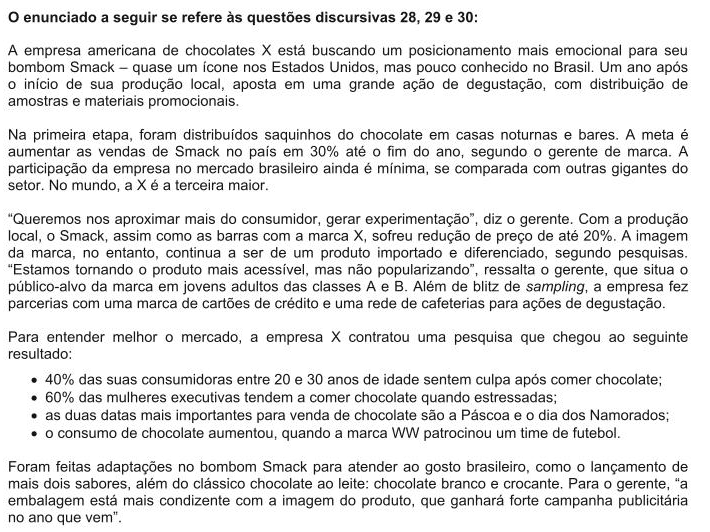 O enunciado a seguir se refere às questões discursivas 28, 29 e 30:
A empresa americana de chocolates X está buscando um posicionamento mais emocional para seu
bombom Smack – quase um ícone nos Estados Unidos, mas pouco conhecido no Brasil. Um ano após
o início de sua produção local, aposta em uma grande ação de degustação, com distribuição de
amostras e materiais promocionais.
Na primeira etapa, foram distribuídos saquinhos do chocolate em casas noturnas e bares. A meta é
aumentar as vendas de Smack no país em 30% até o fim do ano, segundo o gerente de marca. A
participação da empresa no mercado brasileiro ainda é mínima, se comparada com outras gigantes do
setor. No mundo, a X é a terceira maior.
“Queremos nos aproximar mais do consumidor, gerar experimentação”, diz o gerente. Com a produção
local, o Smack, assim como as barras com a marca X, sofreu redução de preço de até 20%. A imagem
da marca, no entanto, continua a ser de um produto importado e diferenciado, segundo pesquisas.
“Estamos tornando o produto mais acessível, mas não popularizando”, ressalta o gerente, que situa o
público-alvo da marca em jovens adultos das classes A e B. Além de blitz de sampling, a empresa fez
parcerias com uma marca de cartões de crédito e uma rede de cafeterias para ações de degustação.
Para entender melhor o mercado, a empresa X contratou uma pesquisa que chegou ao seguinte
resultado:
• 40% das suas consumidoras entre 20 e 30 anos de idade sentem culpa após comer chocolate;
• 60% das mulheres executivas tendem a comer chocolate quando estressadas;
• as duas datas mais importantes para venda de chocolate são a Páscoa e o dia dos Namorados;
• o consumo de chocolate aumentou, quando a marca WW patrocinou um time de futebol.
Foram feitas adaptações no bombom Smack para atender ao gosto brasileiro, como o lançamento de
mais dois sabores, além do clássico chocolate ao leite: chocolate branco e crocante. Para o gerente, “a
embalagem está mais condizente com a imagem do produto, que ganhará forte campanha publicitária
no ano que vem”.